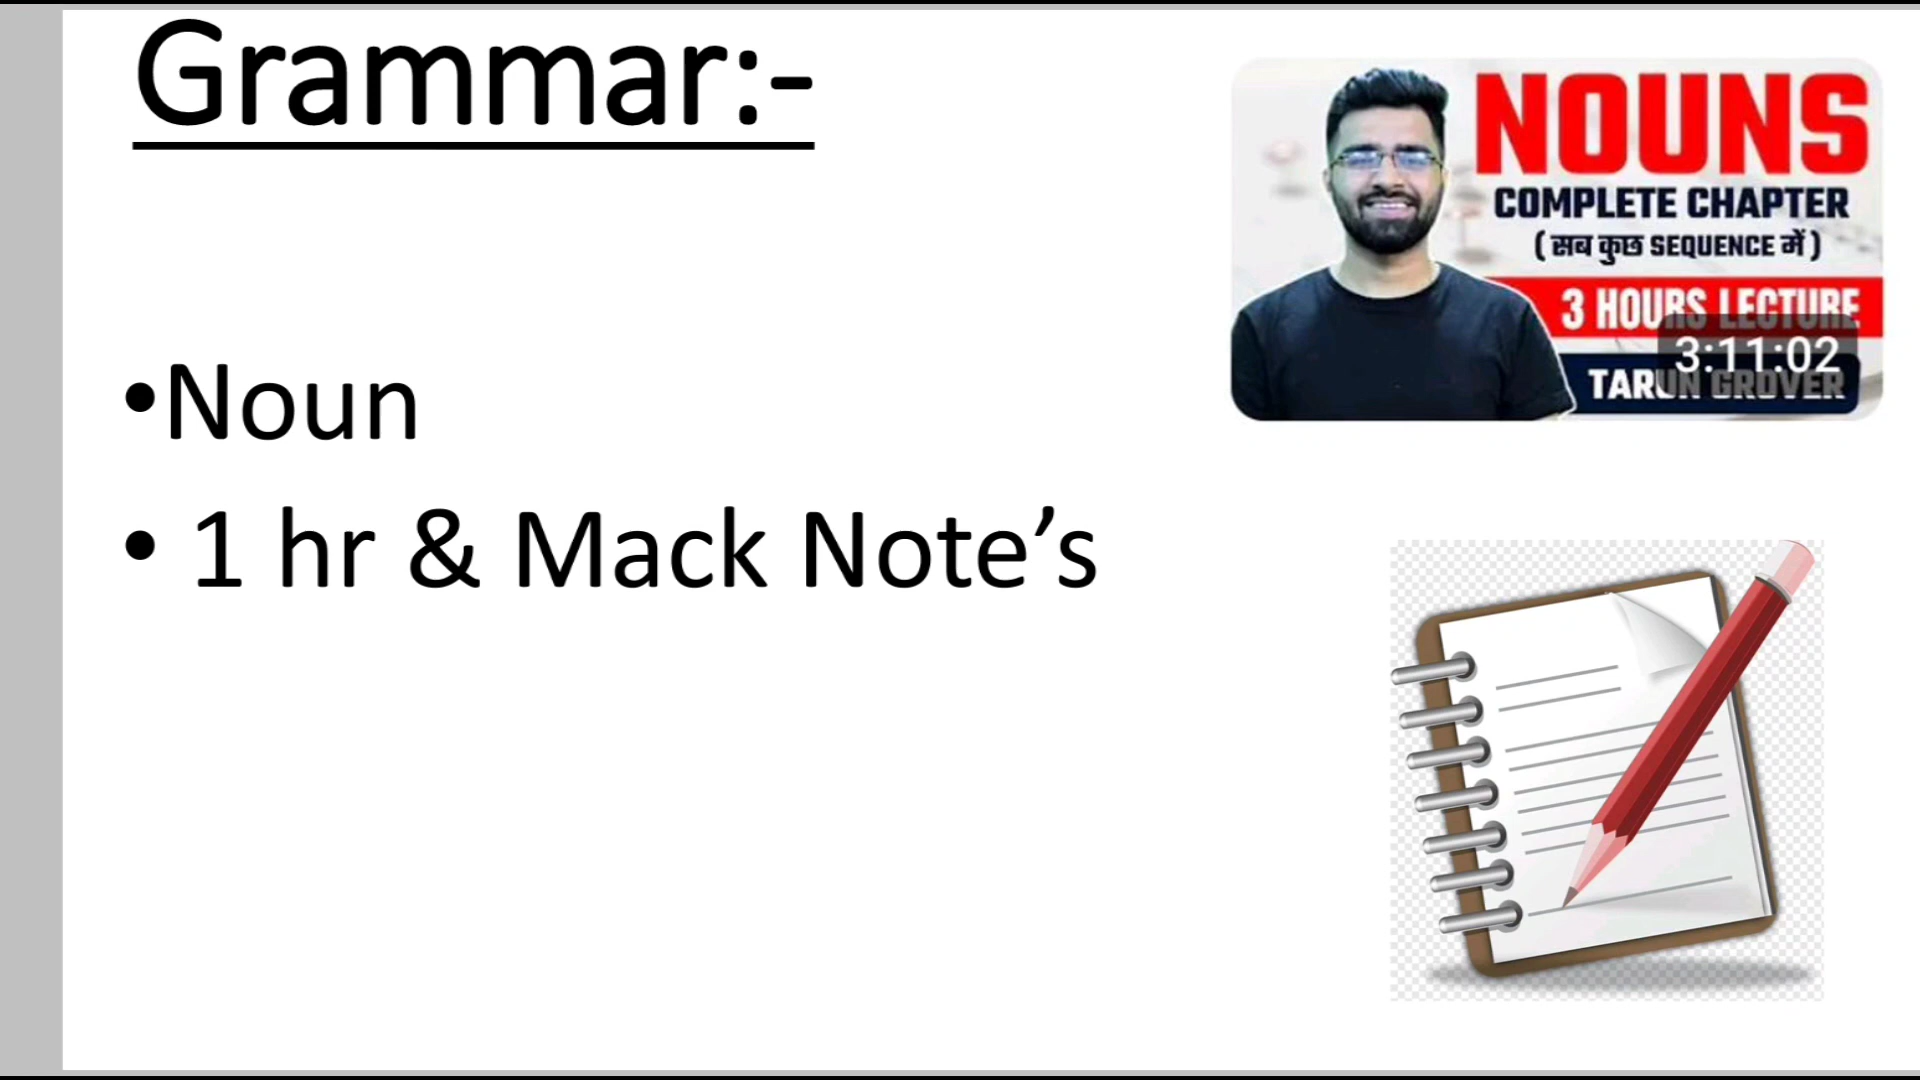 Grammar:-
•Noun
• 1 hr & Mack Note’s
NOUNS
COMPLETE CHAPTER
( सब कुछ SEQUENCE में )
3 HOURS LECTURE
3:11:02
TARUN GROVER